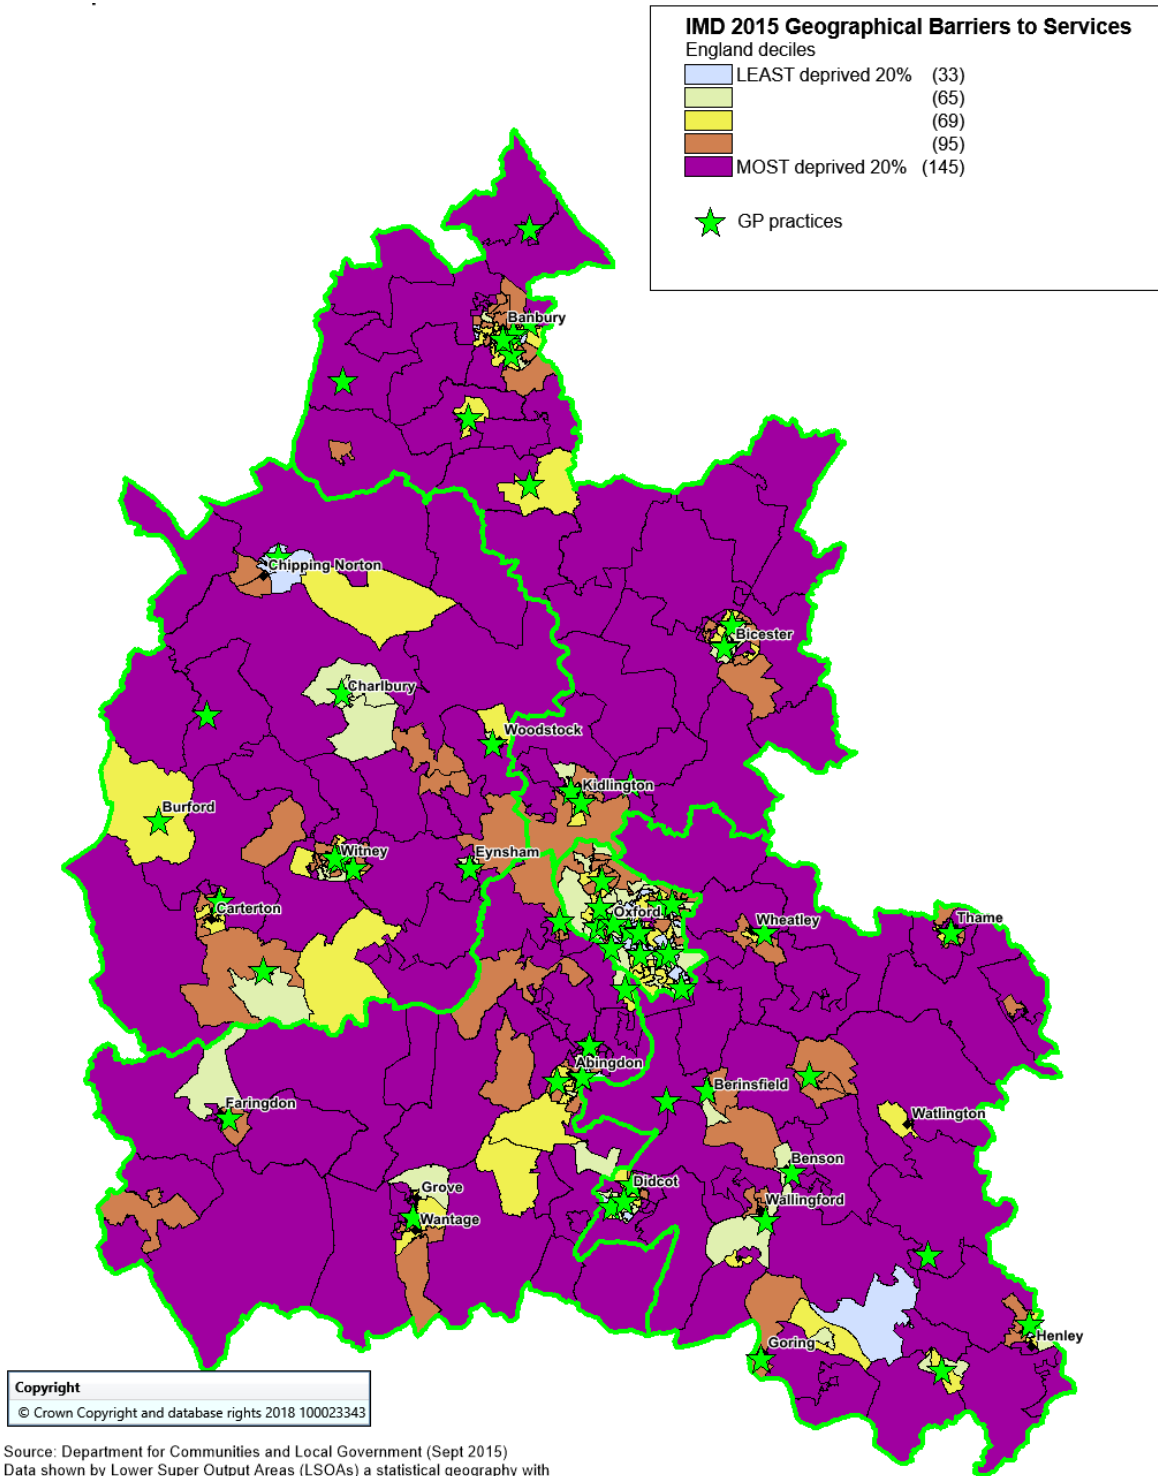 IMD 2015 Geographical Barriers to Services
England deciles
LEAST deprived 20% (33)
(65)
(69)
(95)
MOST deprived 20% (145)
GP practices
Banbury
Chipping Norton
Bicester
Charlbury
Woodstock
Kidlington
Burford
Witney
Eynsham
Carterton
Oxford
Wheatley
Thame
Abingdon
Berinsfield
Faringdon
Watlington
Benson
Grove
Didcot
Wallingford
Wantage
Goring
Henley
Copyright
© Crown Copyright and database rights 2018 100023343
Source: Department for Communities and Local Government (Sept 2015)
Data shown by Lower Super Output Areas (LSOAs) a statistical geography with